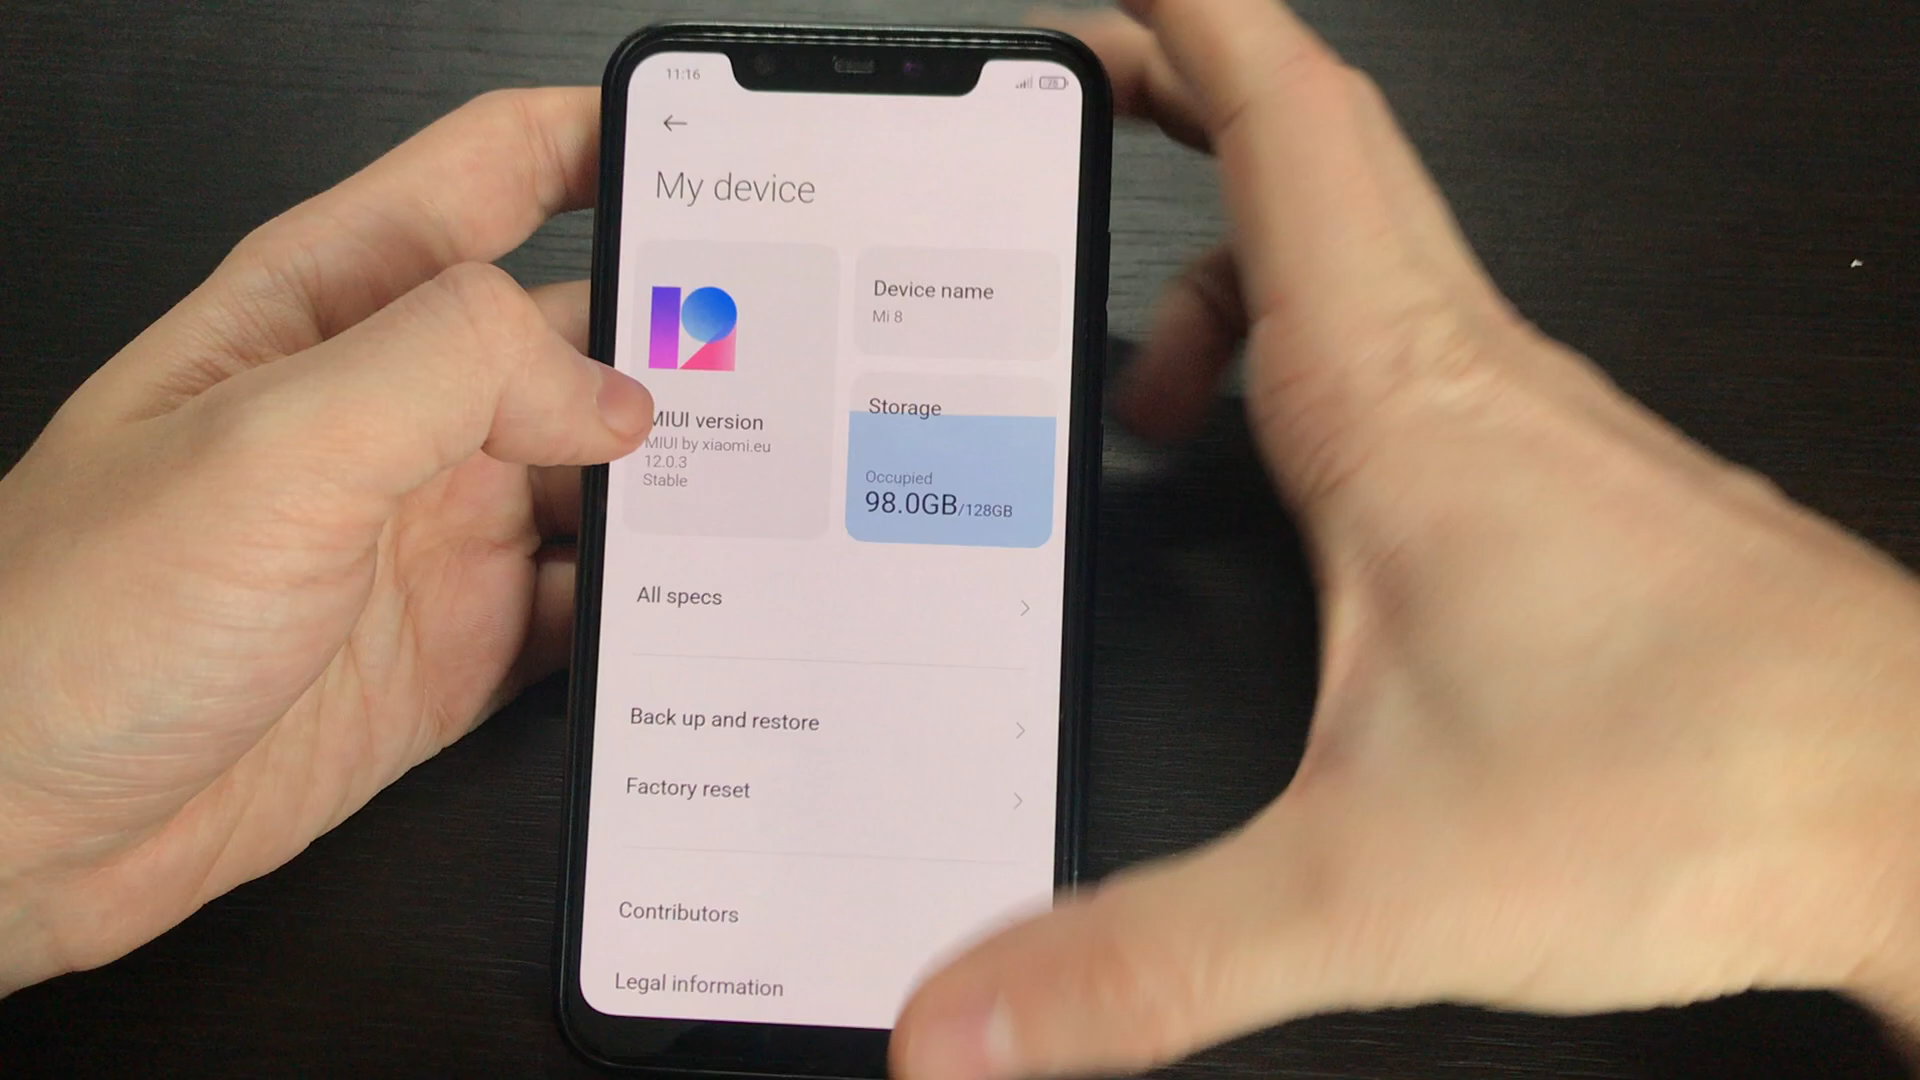 11:16
My device
MIUI version
MIUI by xiaomi.eu
12.0.3
Stable
Device name
Mi 8
Storage
Occupied
98.0GB/128GB
All specs
Back up and restore
Factory reset
Contributors
Legal information